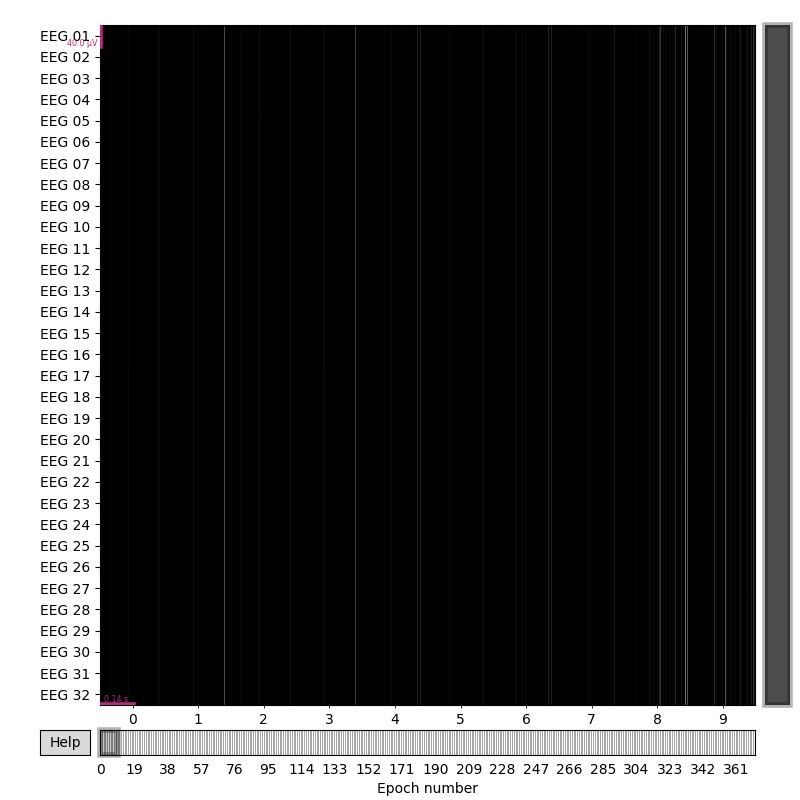 EEG 01
40.0 µV
EEG 02
EEG 03
EEG 04
EEG 05
EEG 06
EEG 07
EEG 08
EEG 09
EEG 10
EEG 11
EEG 12
EEG 13
EEG 14
EEG 15
EEG 16
EEG 17
EEG 18
EEG 19
EEG 20
EEG 21
EEG 22
EEG 23
EEG 24
EEG 25
EEG 26
EEG 27
EEG 28
EEG 29
EEG 30
EEG 31
EEG 32
0.14 s
0 1 2 3 4 5 6 7 8 9
Help
0 19 38 57 76 95 114 133 152 171 190 209 228 247 266 285 304 323 342 361
Epoch number